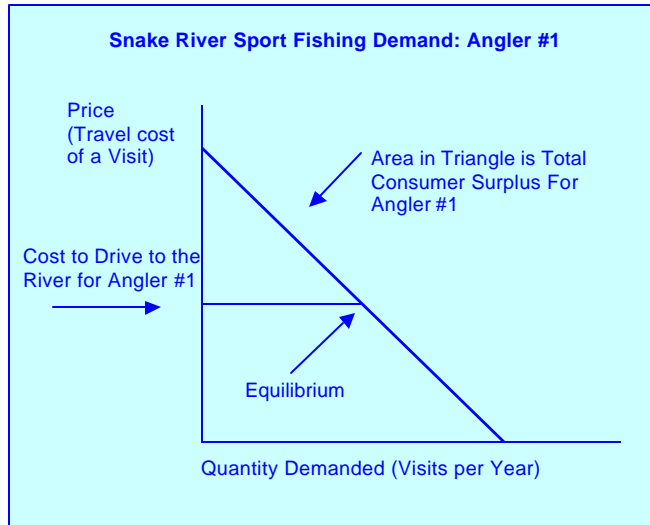 Snake River Sport Fishing Demand: Angler #1
Price
(Travel cost
of a Visit)
Area in Triangle is Total
Consumer Surplus For
Angler #1
Cost to Drive to the
River for Angler #1
Equilibrium
Quantity Demanded (Visits per Year)